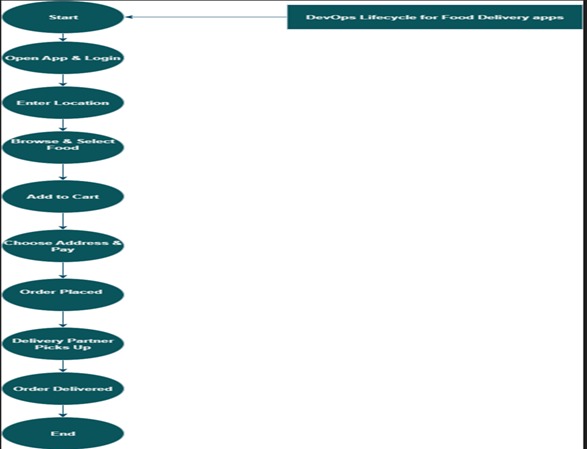 Start
DevOps Lifecycle for Food Delivery apps
Open App & Login
Enter Location
Browse & Select
Food
Add to Cart
Choose Address &
Pay
Order Placed
Delivery Partner
Picks Up
Order Delivered
End